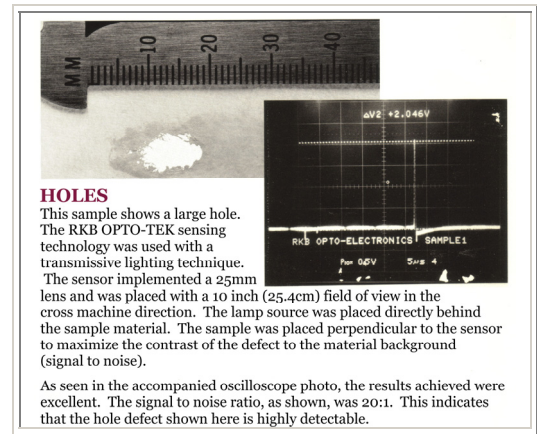 MM 10 20 30 40
ΔV2 +2.046V
RKB OPTO-ELECTRONICS SAMPLE1
HOLES
This sample shows a large hole.
The RKB OPTO-TEK sensing
technology was used with a
transmissive lighting technique.
The sensor implemented a 25mm
lens and was placed with a 10 inch (25.4cm) field of view in the
cross machine direction. The lamp source was placed directly behind
the sample material. The sample was placed perpendicular to the sensor
to maximize the contrast of the defect to the material background
(signal to noise).
As seen in the accompanied oscilloscope photo, the results achieved were
excellent. The signal to noise ratio, as shown, was 20:1. This indicates
that the hole defect shown here is highly detectable.